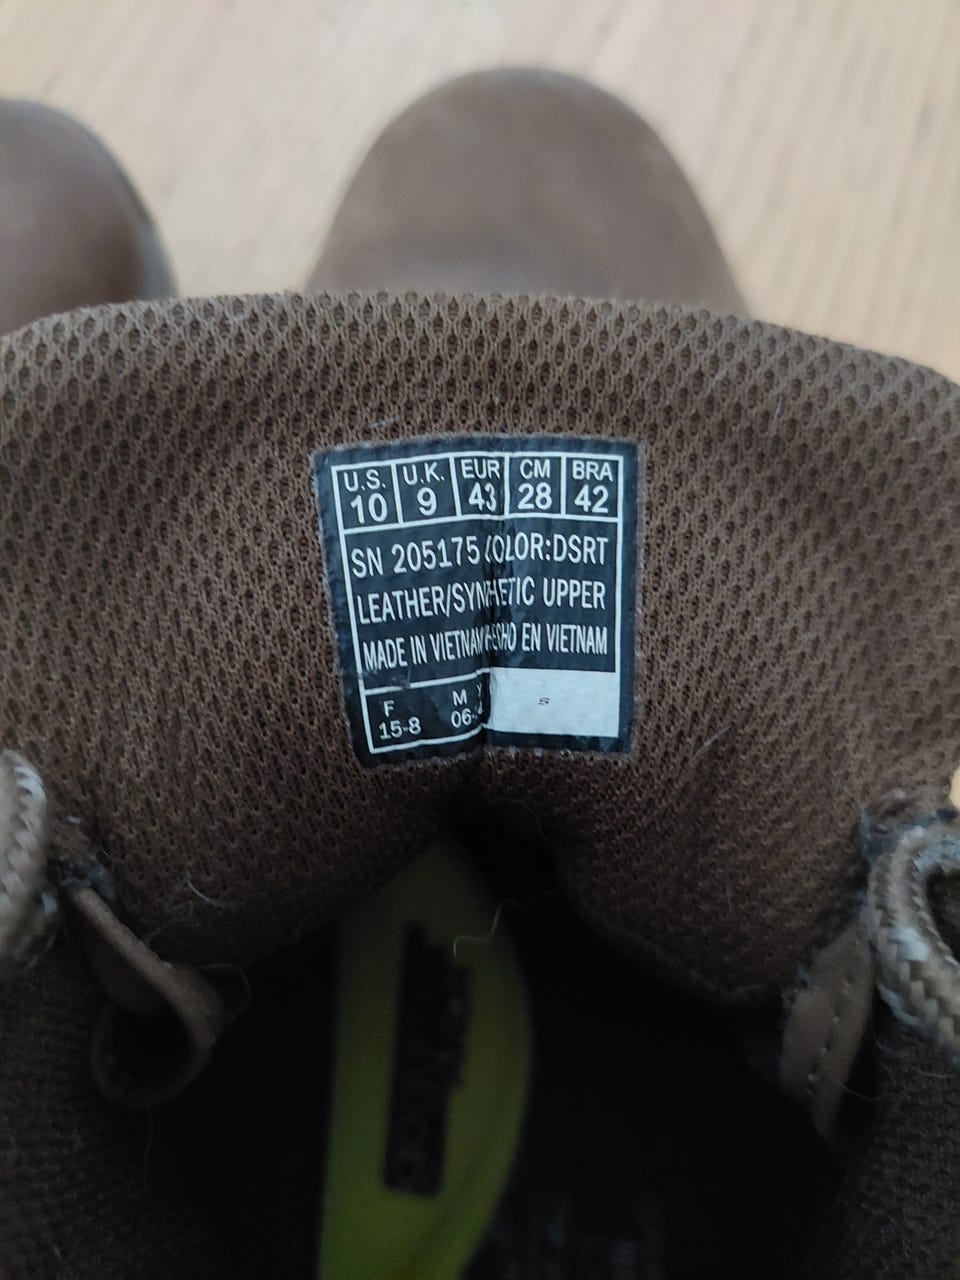 U.S. U.K. EUR CM BRA
10 9 43 28 42
SN 205175 COLOR:DSRT
LEATHER/SYNTHETIC UPPER
MADE IN VIETNAM HECHO EN VIETNAM
F M Y
15-8 06-
S